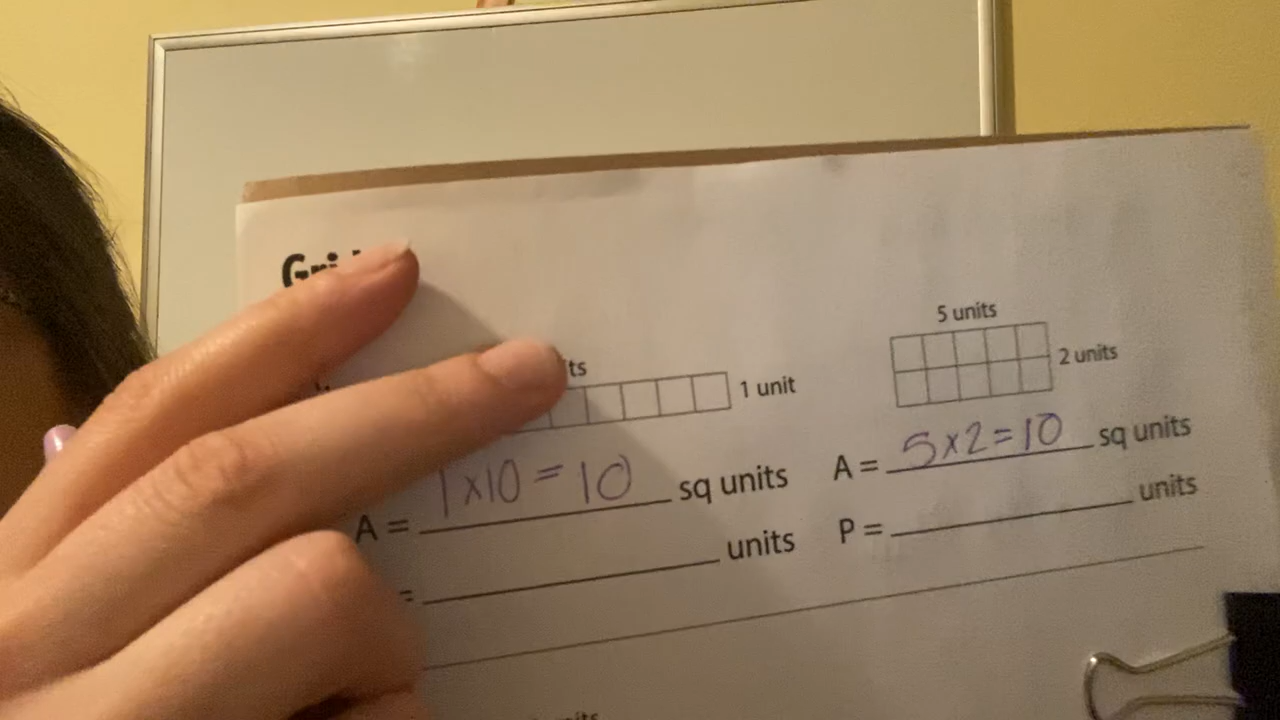 5 units
1 unit
2 units
A = 1x10 = 10 sq units
A = 5x2=10 sq units
= units
P = units